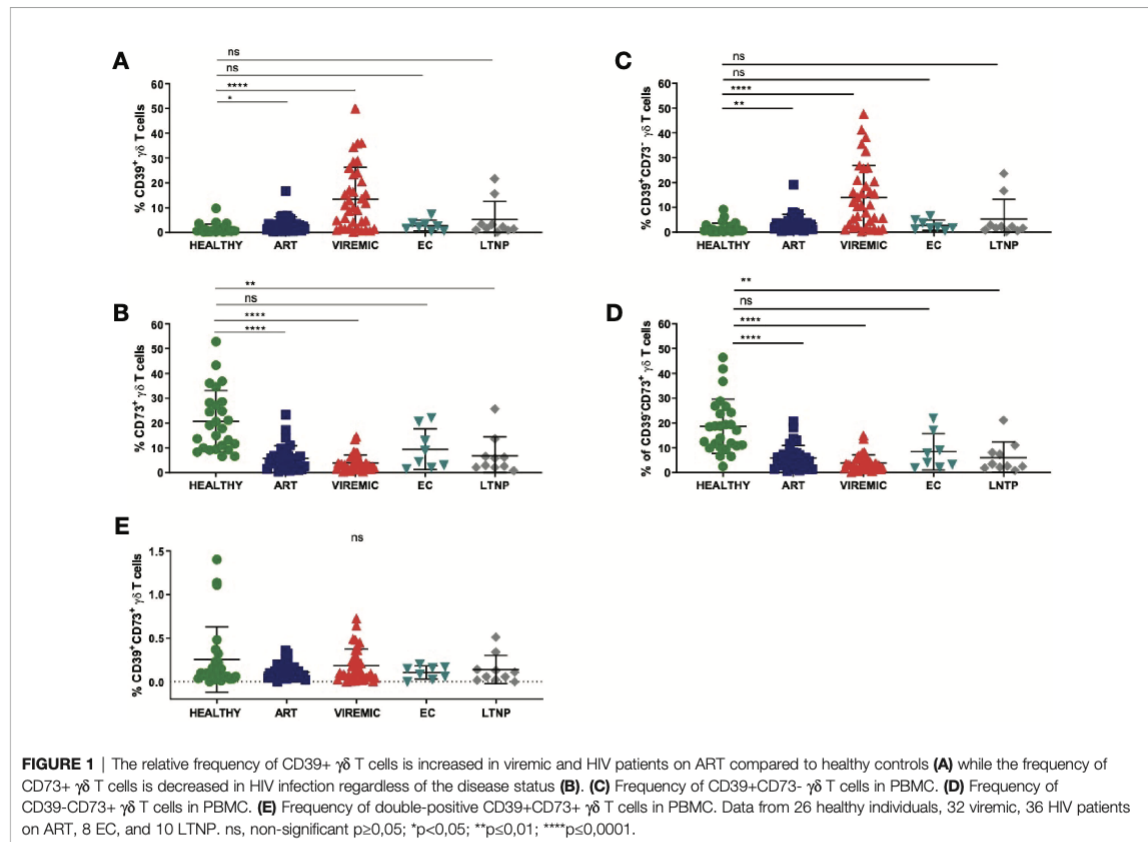 A
ns
ns
****
*
% CD39+ γδ T cells
60
50
40
30
20
10
0
HEALTHY ART VIREMIC EC LTNP
C
ns
ns
****
**
% CD39+CD73- γδ T cells
60
50
40
30
20
10
0
HEALTHY ART VIREMIC EC LTNP
B
**
ns
****
****
% CD73+ γδ T cells
60
50
40
30
20
10
0
HEALTHY ART VIREMIC EC LTNP
D
**
ns
****
****
% of CD39-CD73+ γδ T cells
60
50
40
30
20
10
0
HEALTHY ART VIREMIC EC LNTP
E
ns
% CD39+CD73+ γδ T cells
1.5
1.0
0.5
0.0
HEALTHY ART VIREMIC EC LTNP
FIGURE 1 | The relative frequency of CD39+ γδ T cells is increased in viremic and HIV patients on ART compared to healthy controls (A) while the frequency of
CD73+ γδ T cells is decreased in HIV infection regardless of the disease status (B). (C) Frequency of CD39+CD73- γδ T cells in PBMC. (D) Frequency of
CD39-CD73+ γδ T cells in PBMC. (E) Frequency of double-positive CD39+CD73+ γδ T cells in PBMC. Data from 26 healthy individuals, 32 viremic, 36 HIV patients
on ART, 8 EC, and 10 LTNP. ns, non-significant p≥0,05; *p<0,05; **p≤0,01; ****p≤0,0001.